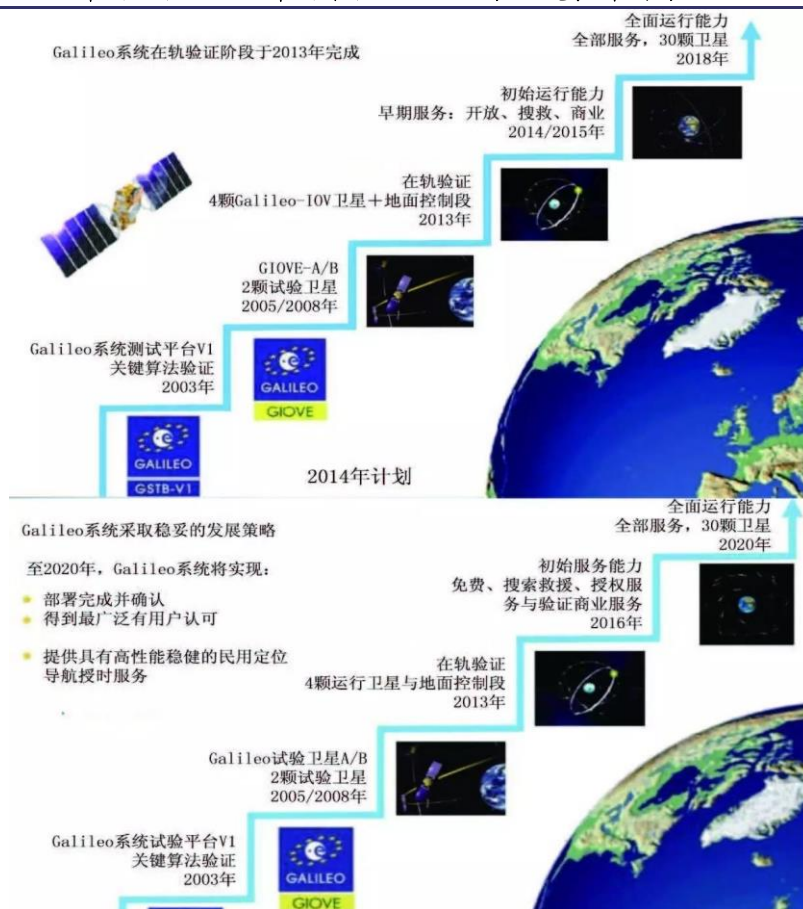 Galileo系统在轨验证阶段于2013年完成
全面运行能力
全部服务，30颗卫星
2018年
初始运行能力
早期服务：开放、搜救、商业
2014/2015年
在轨验证
4颗Galileo-IOV卫星＋地面控制段
2013年
GIOVE-A/B
2颗试验卫星
2005/2008年
Galileo系统测试平台V1
关键算法验证
2003年
GALILEO
GIOVE
GALILEO
GSTB-V1
2014年计划
Galileo系统采取稳妥的发展策略
至2020年，Galileo系统将实现：
部署完成并确认
得到最广泛有用户认可
提供具有高性能稳健的民用定位
导航授时服务
全面运行能力
全部服务，30颗卫星
2020年
初始服务能力
免费、搜索救援、授权服
务与验证商业服务
2016年
在轨验证
4颗运行卫星与地面控制段
2013年
Galileo试验卫星A/B
2颗试验卫星
2005/2008年
Galileo系统试验平台V1
关键算法验证
2003年
GALILEO
GIOVE